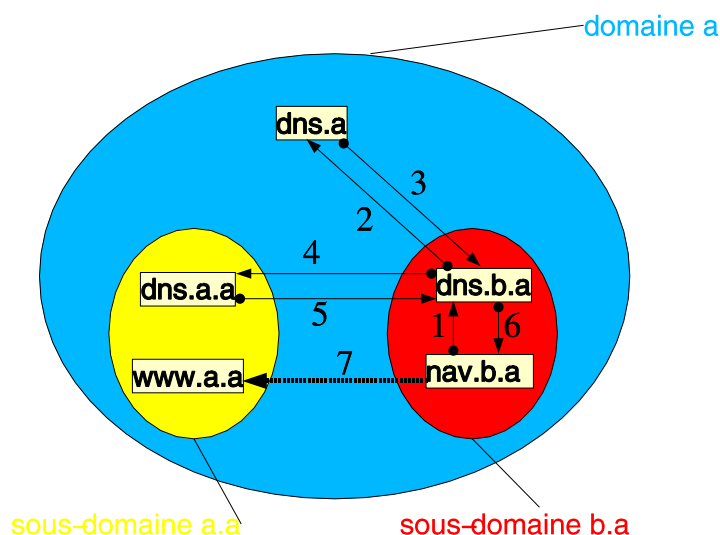 domaine a
dns.a
3
2
4
dns.a.a
dns.b.a
5
1
6
7
www.a.a
nav.b.a
sous-domaine a.a
sous-domaine b.a